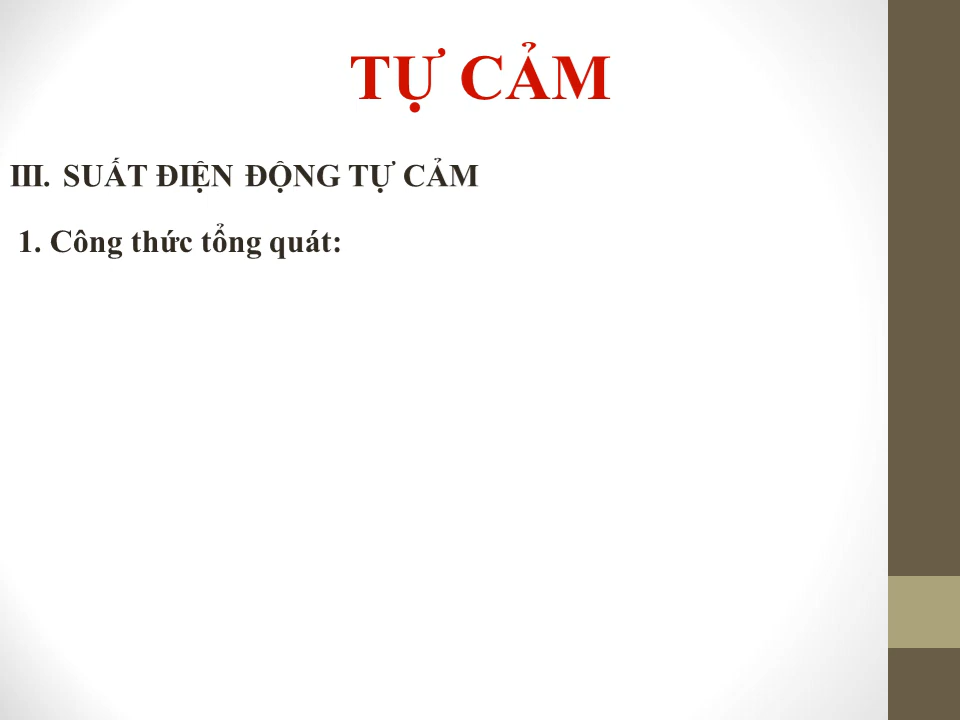 TỰ CẢM
III. SUẤT ĐIỆN ĐỘNG TỰ CẢM
1. Công thức tổng quát: